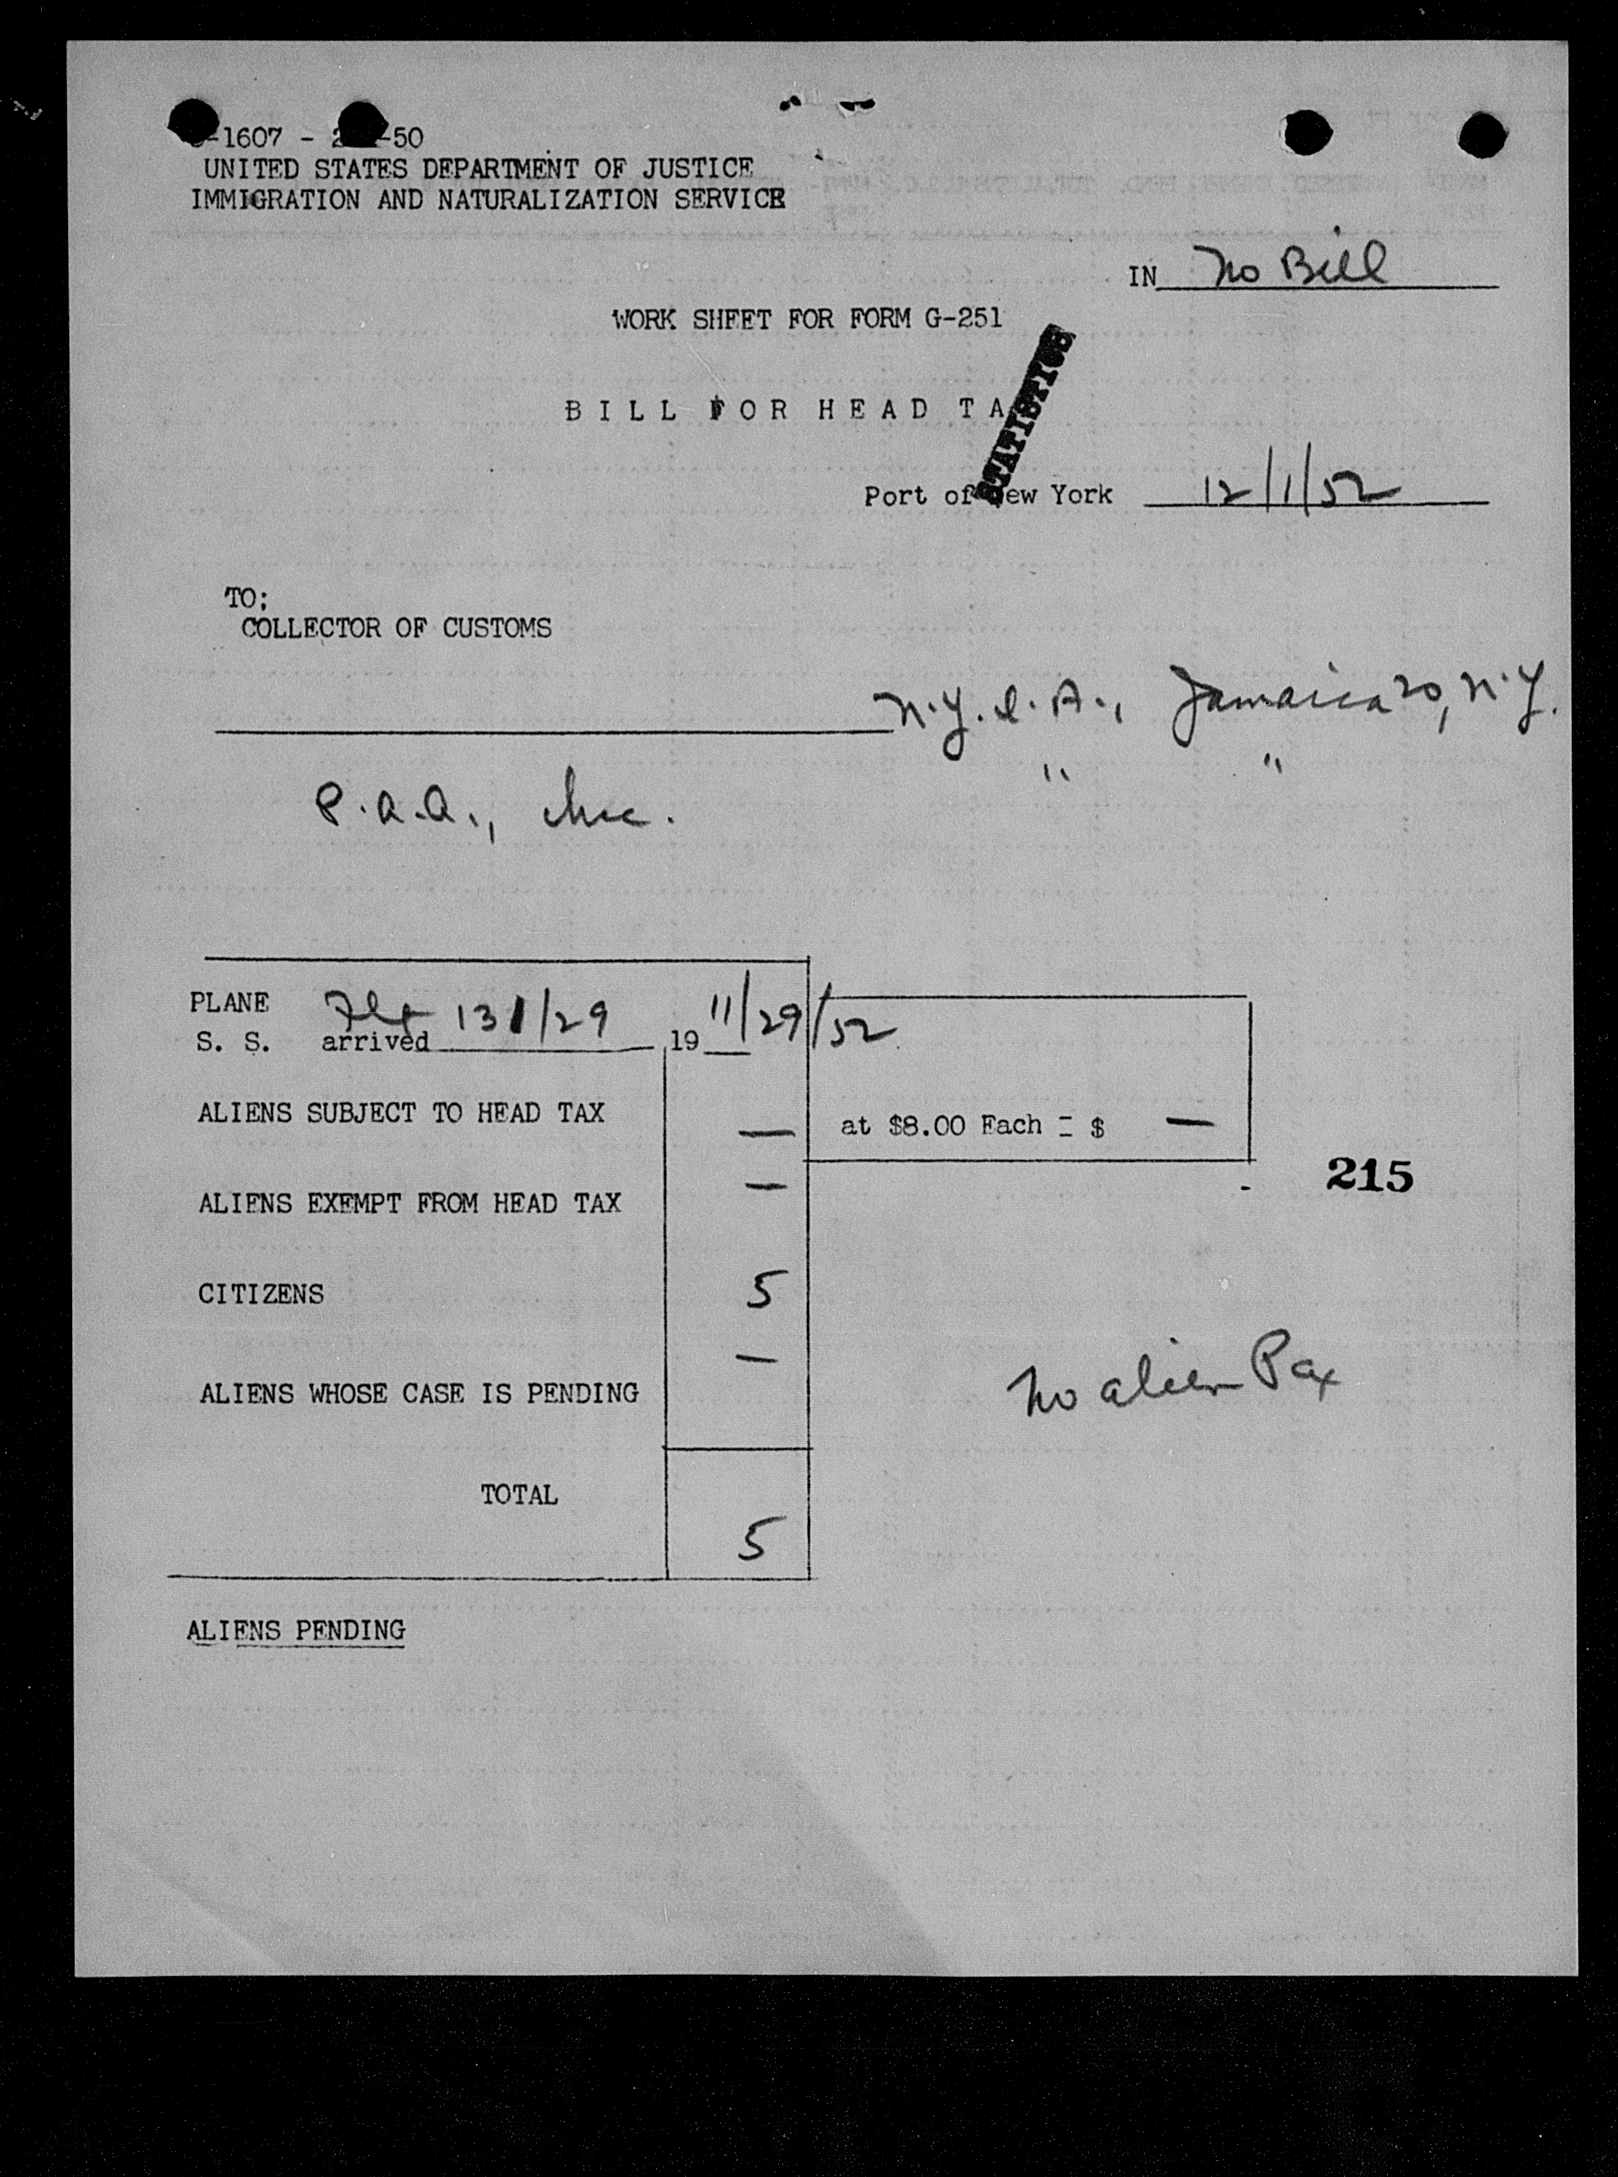 -1607 - 2 -50
UNITED STATES DEPARTMENT OF JUSTICE
IMMIGRATION AND NATURALIZATION SERVICE
IN No Bill
WORK SHEET FOR FORM G-251
BILL FOR HEAD TA
STATISTICS
Port of New York 12/1/52
TO;
COLLECTOR OF CUSTOMS
N.Y.I.A., Jamaica 20, N.Y.
" "
P.A.A., Inc.
PLANE Flt 131/29 11/29/52
S. S. arrived 19
ALIENS SUBJECT TO HEAD TAX — at $8.00 Each = $ —
215
ALIENS EXEMPT FROM HEAD TAX —
CITIZENS 5
ALIENS WHOSE CASE IS PENDING — No alien Pax
TOTAL 5
ALIENS PENDING